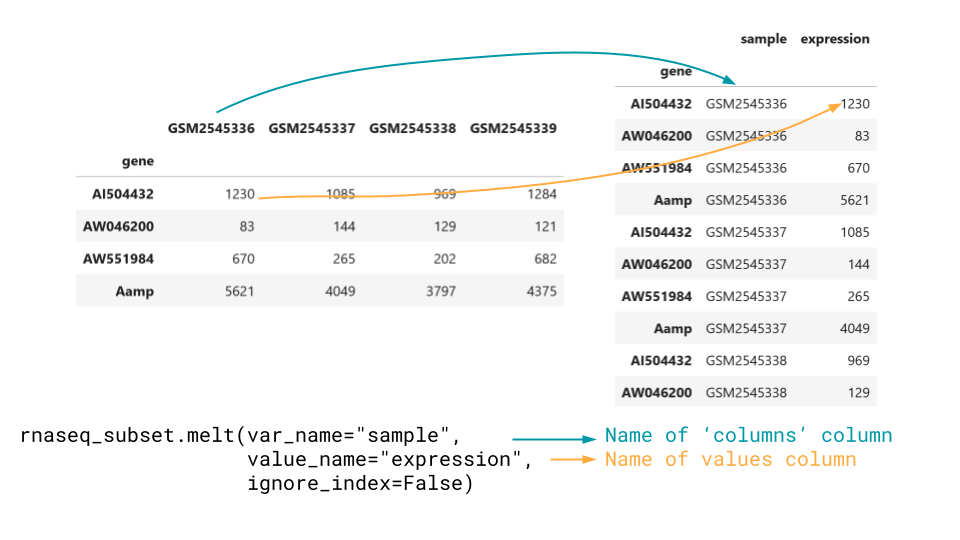 GSM2545336 GSM2545337 GSM2545338 GSM2545339
gene
AI504432 1230 1085 969 1284
AW046200 83 144 129 121
AW551984 670 265 202 682
Aamp 5621 4049 3797 4375
sample expression
gene
AI504432 GSM2545336 1230
AW046200 GSM2545336 83
AW551984 GSM2545336 670
Aamp GSM2545336 5621
AI504432 GSM2545337 1085
AW046200 GSM2545337 144
AW551984 GSM2545337 265
Aamp GSM2545337 4049
AI504432 GSM2545338 969
AW046200 GSM2545338 129
rnaseq_subset.melt(var_name="sample", Name of ‘columns’ column
value_name="expression", Name of values column
ignore_index=False)